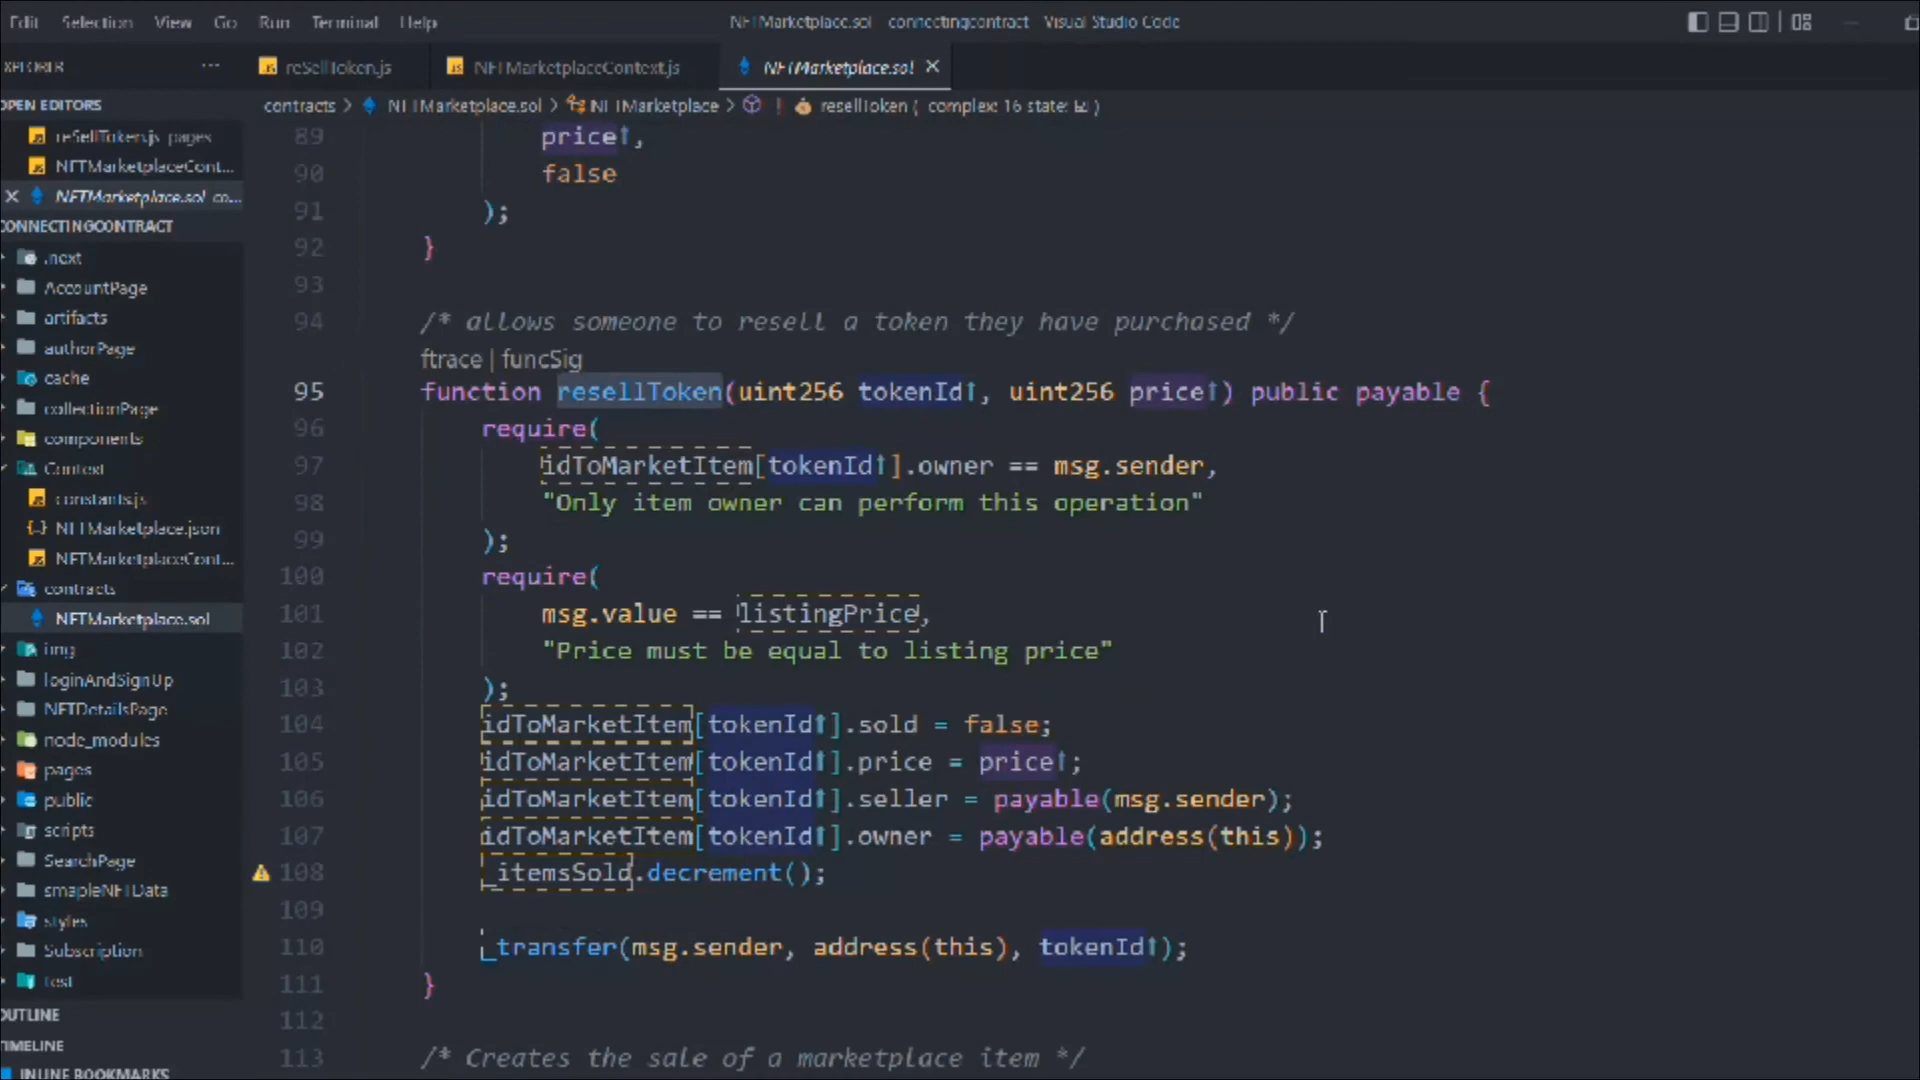 Edit Selection View Go Run Terminal Help
NFTMarketplace.sol connectingcontract Visual Studio Code
EXPLORER ...
reSellToken.js
NFTMarketplaceContext.js
NFTMarketplace.sol
contracts > NFTMarketplace.sol > NFTMarketplace > resellToken ( complex: 16 state: )
OPEN EDITORS
reSellToken.js pages
NFTMarketplaceCont...
NFTMarketplace.sol co...
CONNECTINGCONTRACT
.next
AccountPage
artifacts
authorPage
cache
collectionPage
components
Context
constants.js
{..} NFTMarketplace.json
NFTMarketplaceCont...
contracts
NFTMarketplace.sol
img
loginAndSignUp
NFTDetailsPage
node_modules
pages
public
scripts
SearchPage
smapleNFTData
styles
Subscription
test
OUTLINE
TIMELINE
INLINE BOOKMARKS
89 price↑,
90 false
91 );
92 }
93
94 /* allows someone to resell a token they have purchased */
ftrace | funcSig
95 function resellToken(uint256 tokenId↑, uint256 price↑) public payable {
96 require(
97 idToMarketItem[tokenId↑].owner == msg.sender,
98 "Only item owner can perform this operation"
99 );
100 require(
101 msg.value == listingPrice,
102 "Price must be equal to listing price"
103 );
104 idToMarketItem[tokenId↑].sold = false;
105 idToMarketItem[tokenId↑].price = price↑;
106 idToMarketItem[tokenId↑].seller = payable(msg.sender);
107 idToMarketItem[tokenId↑].owner = payable(address(this));
108 _itemsSold.decrement();
109
110 _transfer(msg.sender, address(this), tokenId↑);
111 }
112
113 /* Creates the sale of a marketplace item */